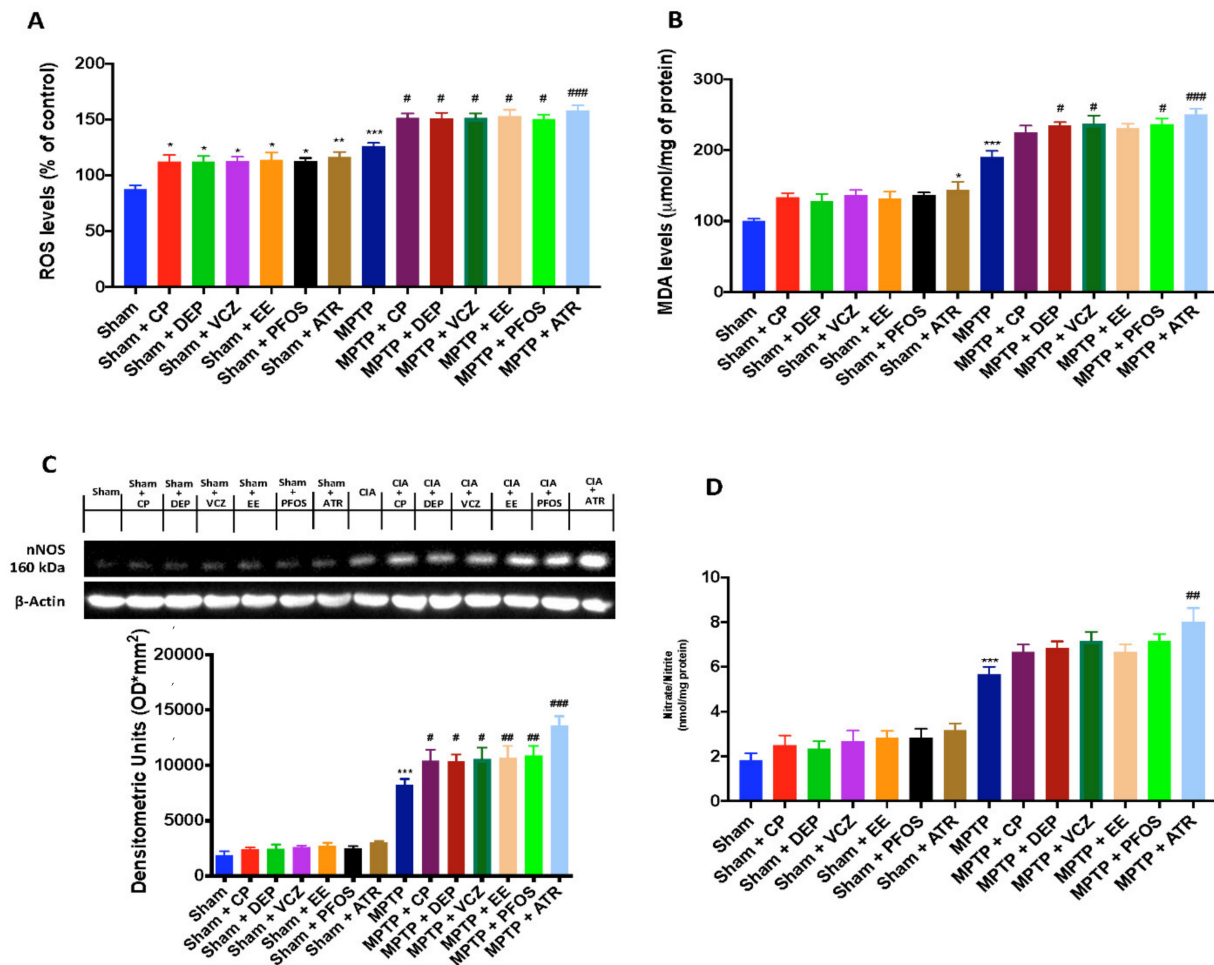 A
ROS levels (% of control)
200
150
100
50
0
* * * * * ** *** # # # # # ###
Sham
Sham + CP
Sham + DEP
Sham + VCZ
Sham + EE
Sham + PFOS
Sham + ATR
MPTP
MPTP + CP
MPTP + DEP
MPTP + VCZ
MPTP + EE
MPTP + PFOS
MPTP + ATR
B
MDA levels (μmol/mg of protein)
300
200
100
0
* *** # # # ###
Sham
Sham + CP
Sham + DEP
Sham + VCZ
Sham + EE
Sham + PFOS
Sham + ATR
MPTP
MPTP + CP
MPTP + DEP
MPTP + VCZ
MPTP + EE
MPTP + PFOS
MPTP + ATR
C
Sham
Sham + CP
Sham + DEP
Sham + VCZ
Sham + EE
Sham + PFOS
Sham + ATR
CIA
CIA + CP
CIA + DEP
CIA + VCZ
CIA + EE
CIA + PFOS
CIA + ATR
nNOS
160 kDa
β-Actin
Densitometric Units (OD*mm²)
20000
15000
10000
5000
0
*** # # # ## ## ###
Sham
Sham + CP
Sham + DEP
Sham + VCZ
Sham + EE
Sham + PFOS
Sham + ATR
MPTP
MPTP + CP
MPTP + DEP
MPTP + VCZ
MPTP + EE
MPTP + PFOS
MPTP + ATR
D
Nitrate/Nitrite
(nmol/mg protein)
10
8
6
4
2
0
*** ##
Sham
Sham + CP
Sham + DEP
Sham + VCZ
Sham + EE
Sham + PFOS
Sham + ATR
MPTP
MPTP + CP
MPTP + DEP
MPTP + VCZ
MPTP + EE
MPTP + PFOS
MPTP + ATR